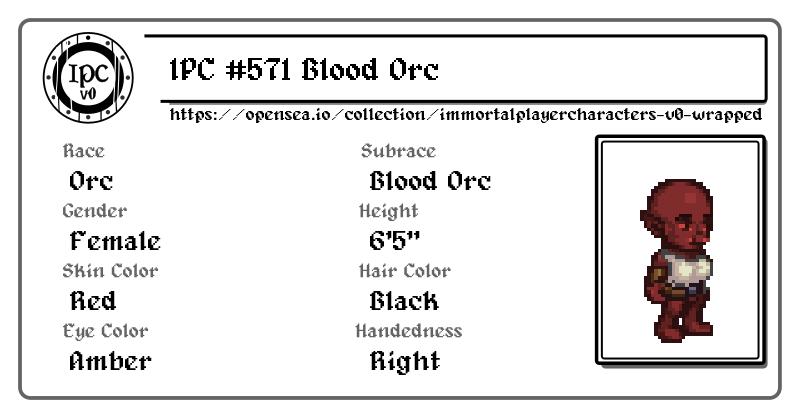 IPC v0
IPC #571 Blood Orc
https://opensea.io/collection/immortalplayercharacters-v0-wrapped
Race Subrace
Orc Blood Orc
Gender Height
Female 6'5"
Skin Color Hair Color
Red Black
Eye Color Handedness
Amber Right